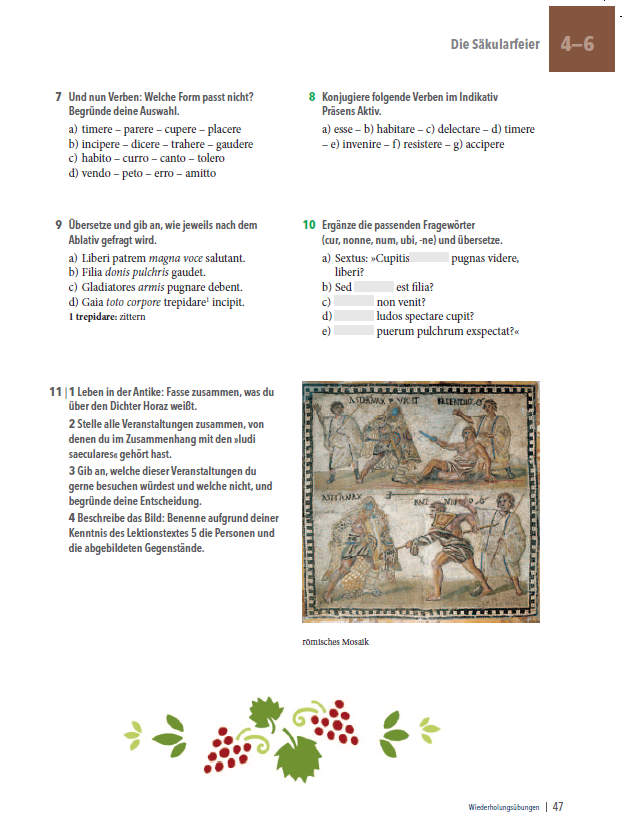 Die Säkularfeier 4–6
7 Und nun Verben: Welche Form passt nicht?
Begründe deine Auswahl.
a) timere – parere – cupere – placere
b) incipere – dicere – trahere – gaudere
c) habito – curro – canto – tolero
d) vendo – peto – erro – amitto
8 Konjugiere folgende Verben im Indikativ
Präsens Aktiv.
a) esse – b) habitare – c) delectare – d) timere
– e) invenire – f) resistere – g) accipere
9 Übersetze und gib an, wie jeweils nach dem
Ablativ gefragt wird.
a) Liberi patrem magna voce salutant.
b) Filia donis pulchris gaudet.
c) Gladiatores armis pugnare debent.
d) Gaia toto corpore trepidare¹ incipit.
1 trepidare: zittern
10 Ergänze die passenden Fragewörter
(cur, nonne, num, ubi, -ne) und übersetze.
a) Sextus: »Cupitis pugnas videre,
liberi?
b) Sed est filia?
c) non venit?
d) ludos spectare cupit?
e) puerum pulchrum exspectat?«
11 | 1 Leben in der Antike: Fasse zusammen, was du
über den Dichter Horaz weißt.
2 Stelle alle Veranstaltungen zusammen, von
denen du im Zusammenhang mit den »ludi
saeculares« gehört hast.
3 Gib an, welche dieser Veranstaltungen du
gerne besuchen würdest und welche nicht, und
begründe deine Entscheidung.
4 Beschreibe das Bild: Benenne aufgrund deiner
Kenntnis des Lektionstextes 5 die Personen und
die abgebildeten Gegenstände.
ASTIANAX
ASTIANAX
römisches Mosaik
Wiederholungsübungen | 47